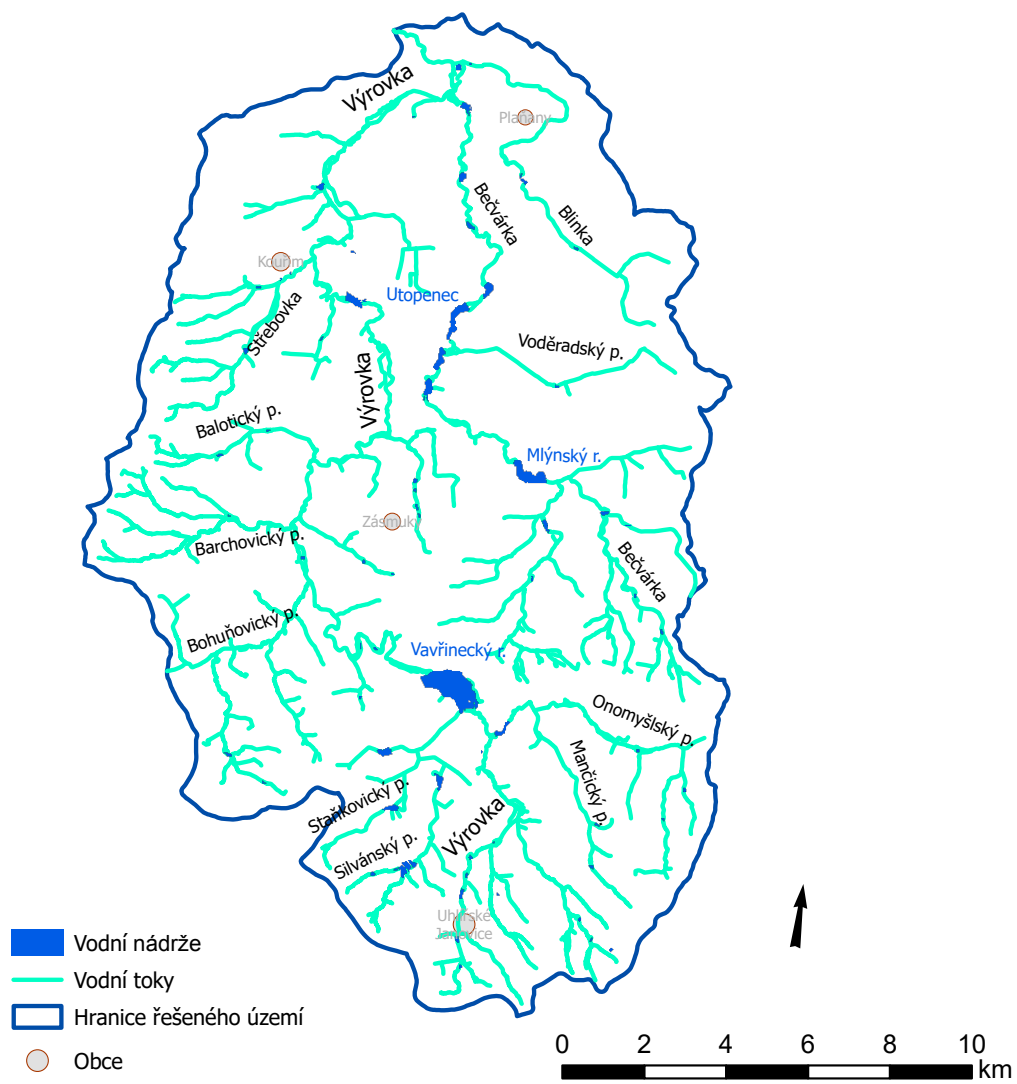 Výrovka
Plaňany
Bečvárka
Blinka
Kouřim
Utopenec
Střebovka
Voděradský p.
Výrovka
Balotický p.
Mlýnský r.
Zásmuky
Barchovický p.
Bečvárka
Bohuňovický p.
Vavřinecký r.
Onomyšlský p.
Mančický p.
Staňkovický p.
Výrovka
Silvánský p.
Uhlířské
Janovice
Vodní nádrže
Vodní toky
Hranice řešeného území
Obce
0 2 4 6 8 10
km